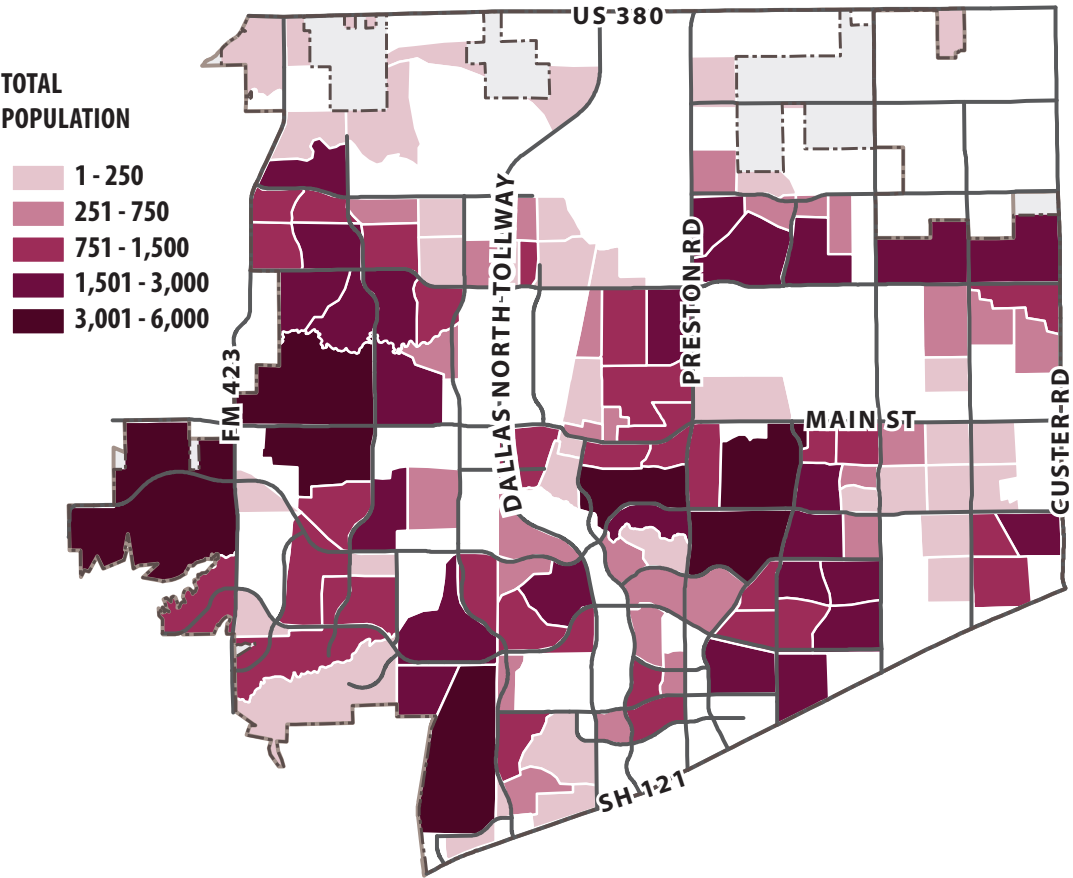 US 380
TOTAL
POPULATION
1 - 250
251 - 750
751 - 1,500
1,501 - 3,000
3,001 - 6,000
FM 423
DALLAS NORTH TOLLWAY
PRESTON RD
MAIN ST
CUSTER RD
SH 121